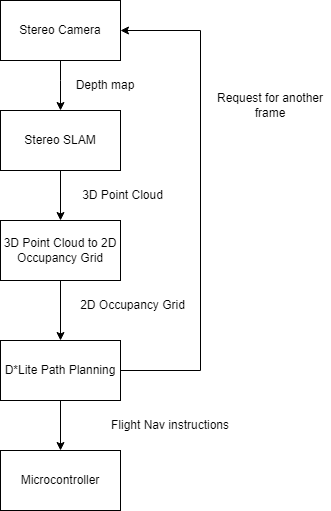 Stereo Camera
Depth map
Request for another
frame
Stereo SLAM
3D Point Cloud
3D Point Cloud to 2D
Occupancy Grid
2D Occupancy Grid
D*Lite Path Planning
Flight Nav instructions
Microcontroller